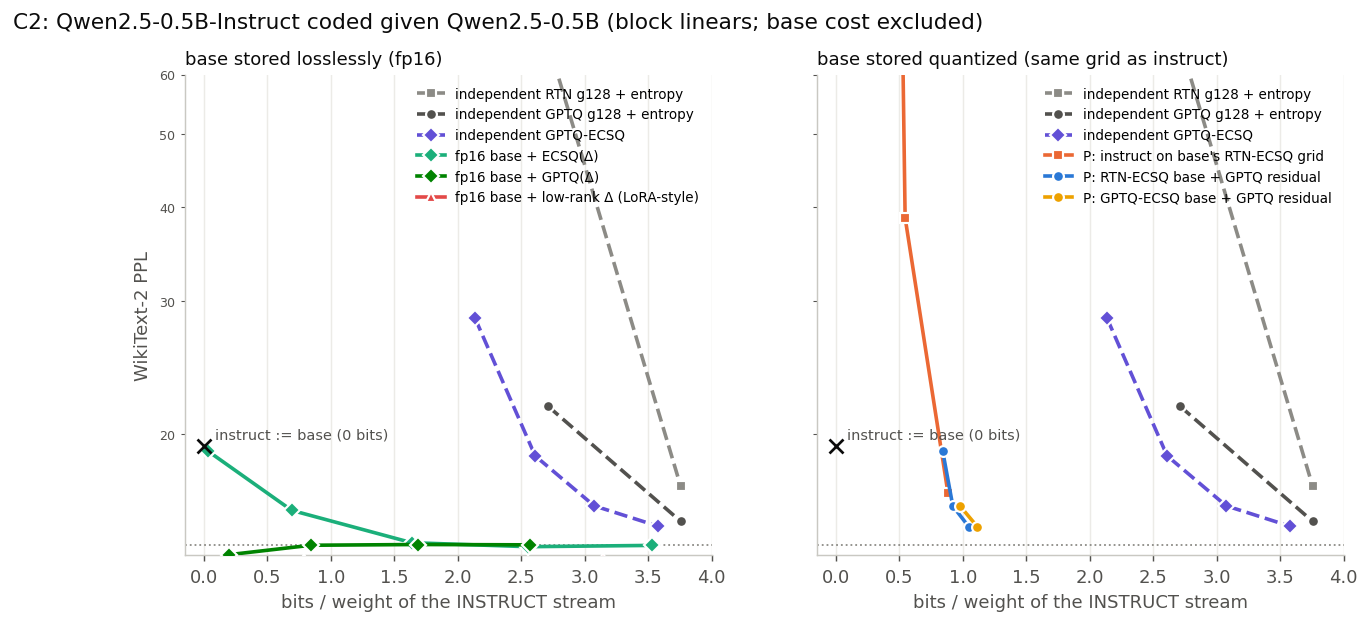 C2: Qwen2.5-0.5B-Instruct coded given Qwen2.5-0.5B (block linears; base cost excluded)
base stored losslessly (fp16)
60
50
40
30
20
WikiText-2 PPL
independent RTN g128 + entropy
independent GPTQ g128 + entropy
independent GPTQ-ECSQ
fp16 base + ECSQ(Δ)
fp16 base + GPTQ(Δ)
fp16 base + low-rank Δ (LoRA-style)
instruct := base (0 bits)
0.0 0.5 1.0 1.5 2.0 2.5 3.0 3.5 4.0
bits / weight of the INSTRUCT stream
base stored quantized (same grid as instruct)
independent RTN g128 + entropy
independent GPTQ g128 + entropy
independent GPTQ-ECSQ
P: instruct on base's RTN-ECSQ grid
P: RTN-ECSQ base + GPTQ residual
P: GPTQ-ECSQ base + GPTQ residual
instruct := base (0 bits)
0.0 0.5 1.0 1.5 2.0 2.5 3.0 3.5 4.0
bits / weight of the INSTRUCT stream